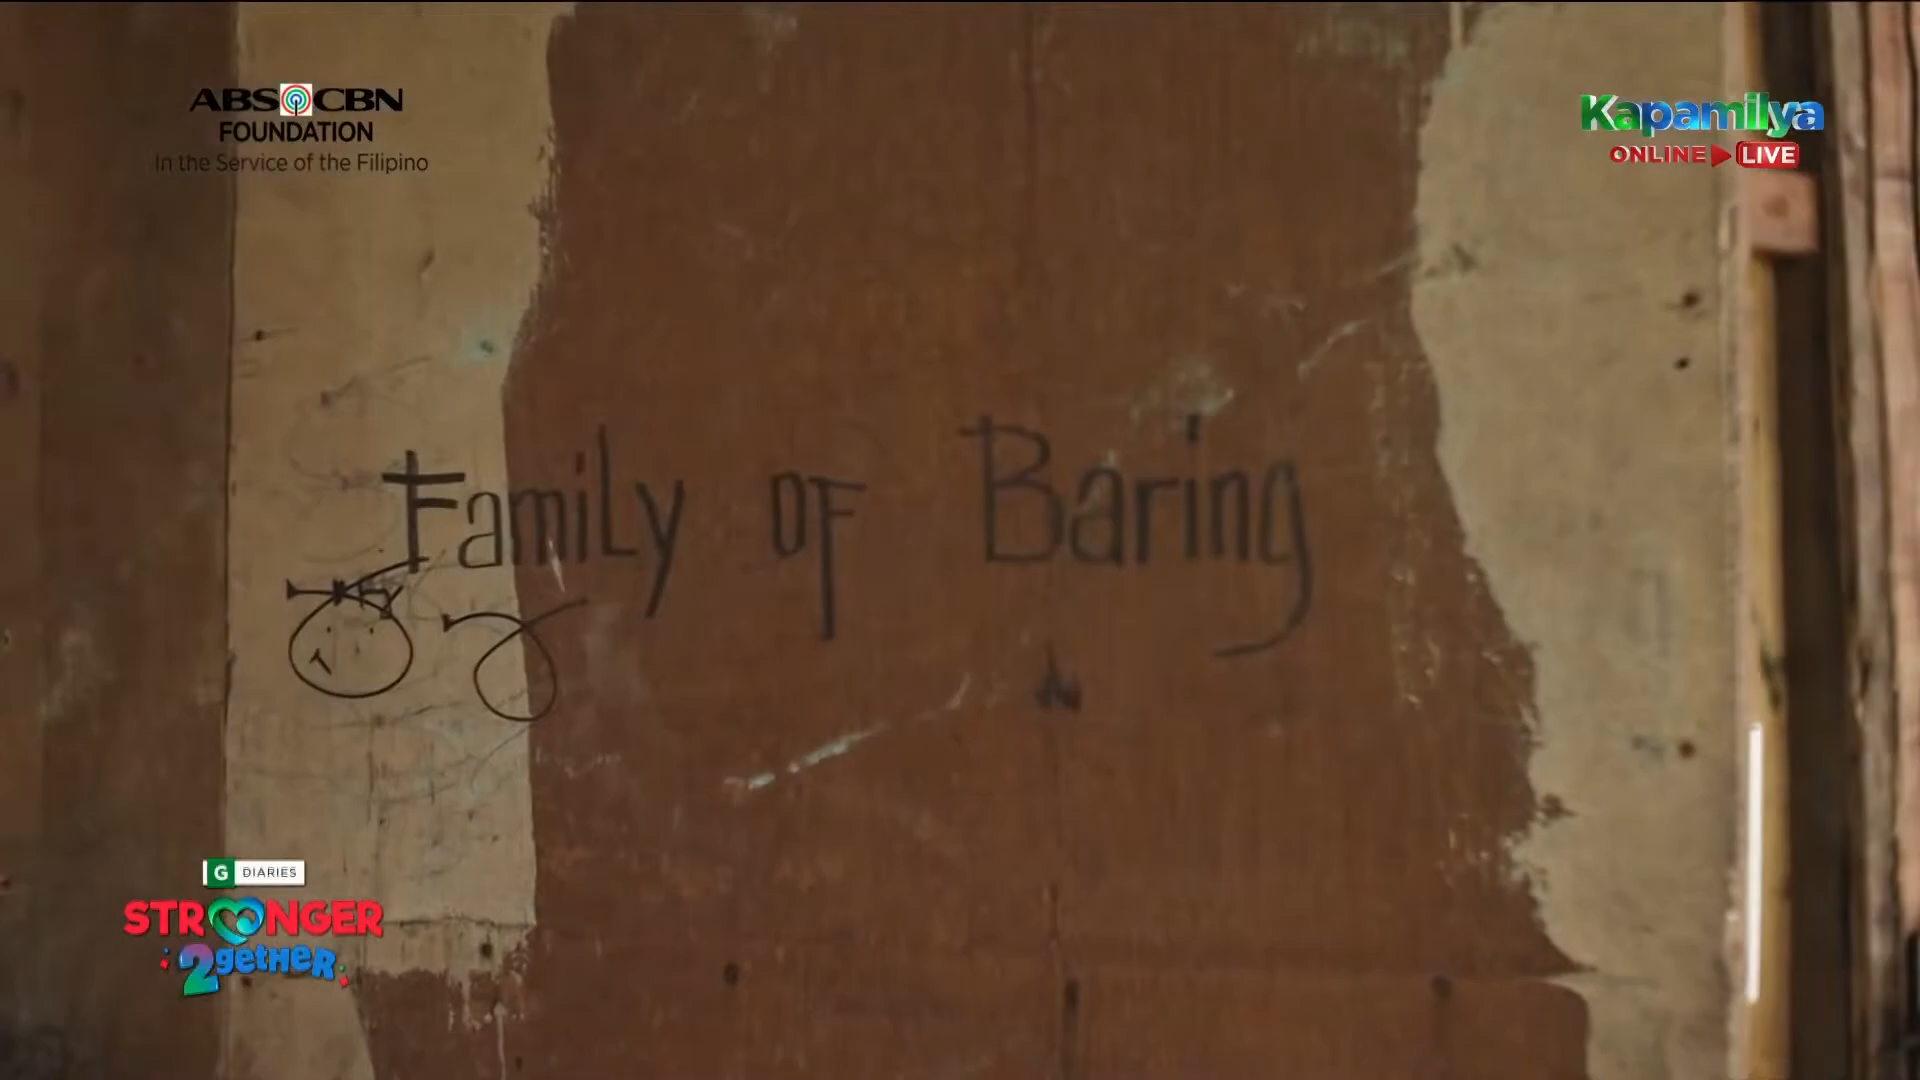 ABS CBN
FOUNDATION
In the Service of the Filipino
Kapamilya
ONLINE LIVE
Family of Baring
G DIARIES
STRONGER
2getHER